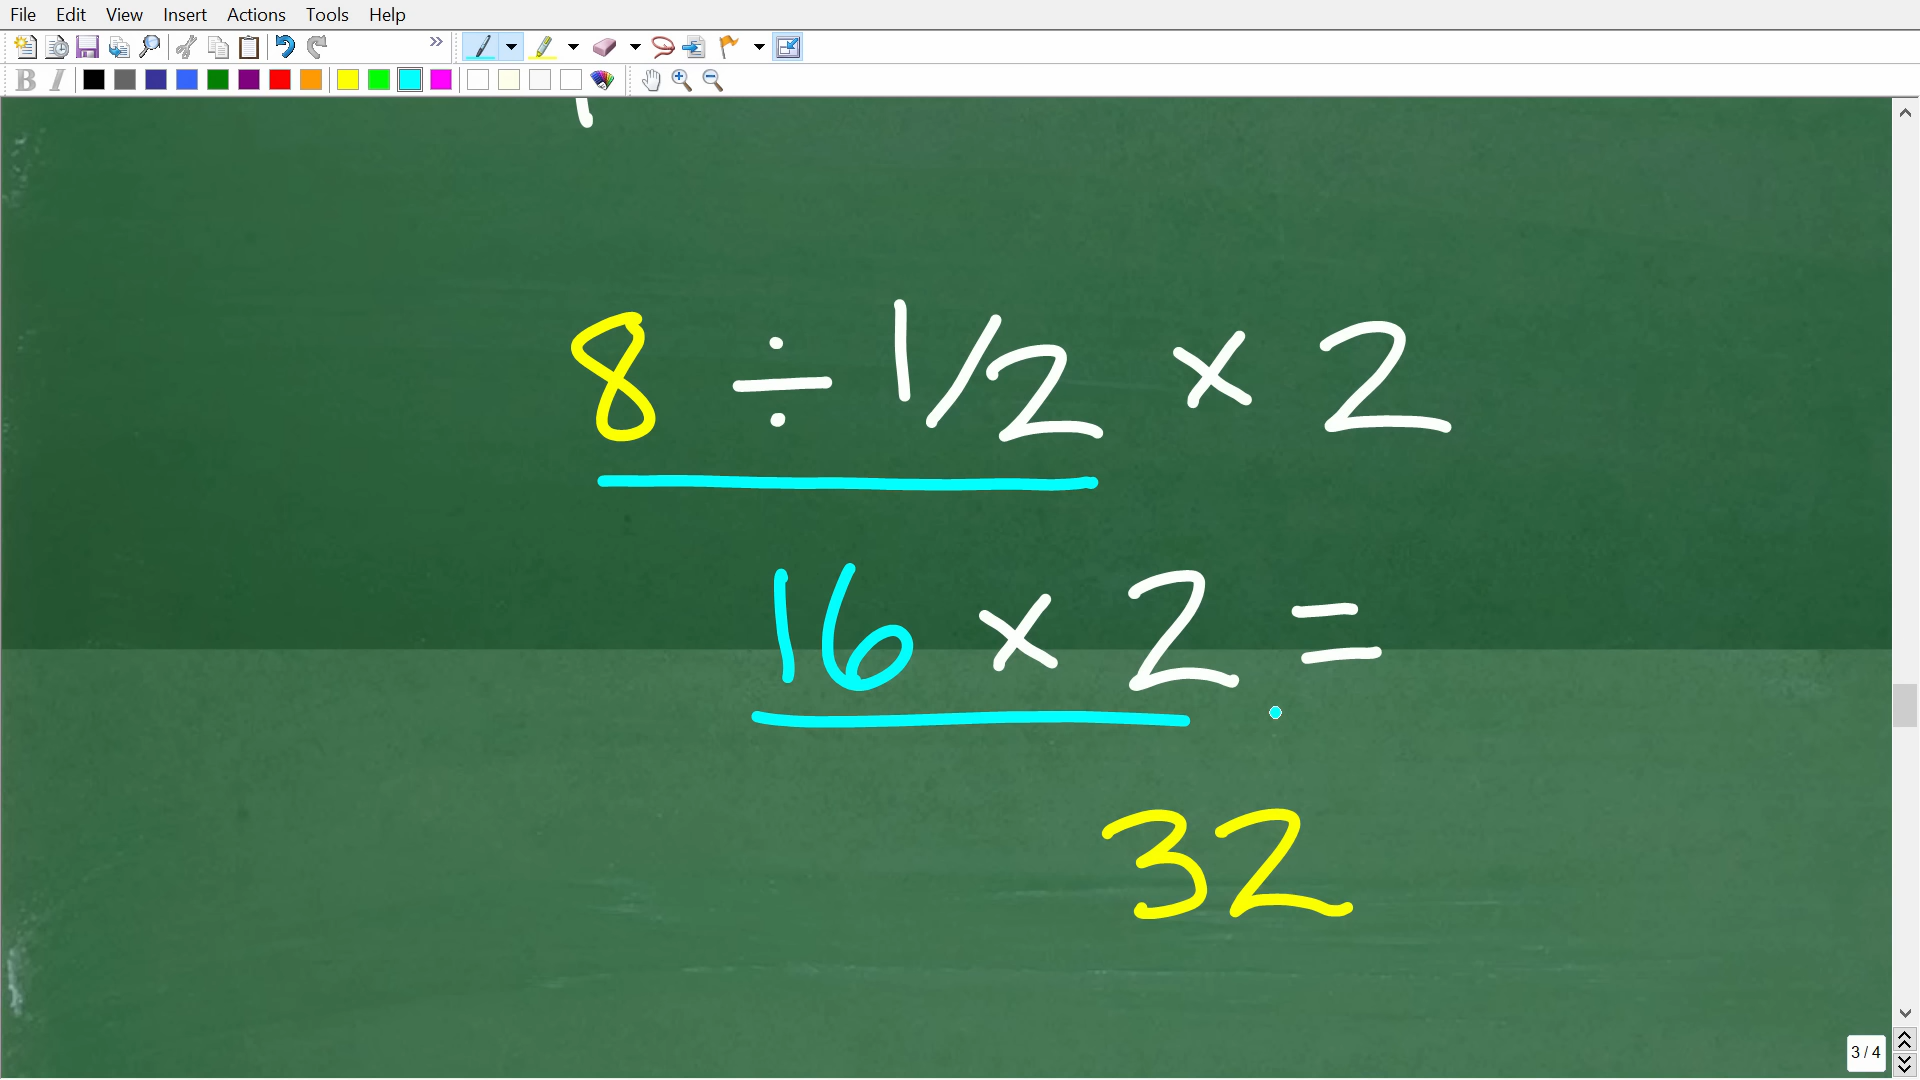 File Edit View Insert Actions Tools Help
B I
8 ÷ 1/2 × 2
16 × 2 =
32
3 / 4